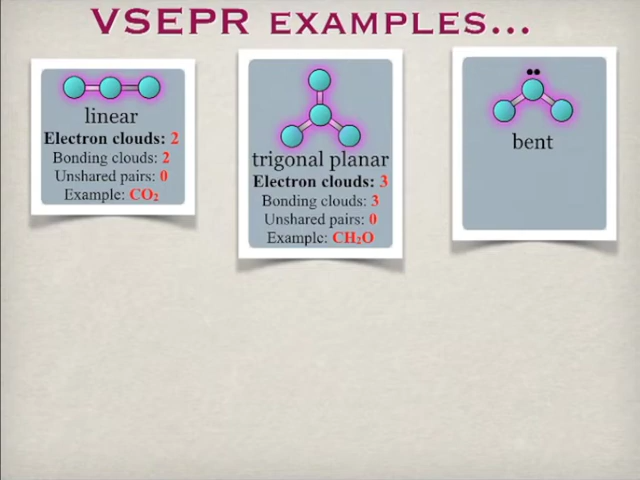 VSEPR EXAMPLES...
linear
Electron clouds: 2
Bonding clouds: 2
Unshared pairs: 0
Example: CO₂
trigonal planar
Electron clouds: 3
Bonding clouds: 3
Unshared pairs: 0
Example: CH₂O
bent